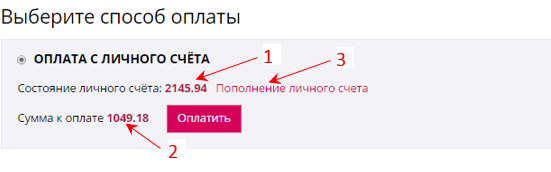 Выберите способ оплаты
1
3
ОПЛАТА С ЛИЧНОГО СЧЁТА
Состояние личного счёта: 2145.94 Пополнение личного счета
Сумма к оплате 1049.18 Оплатить
2